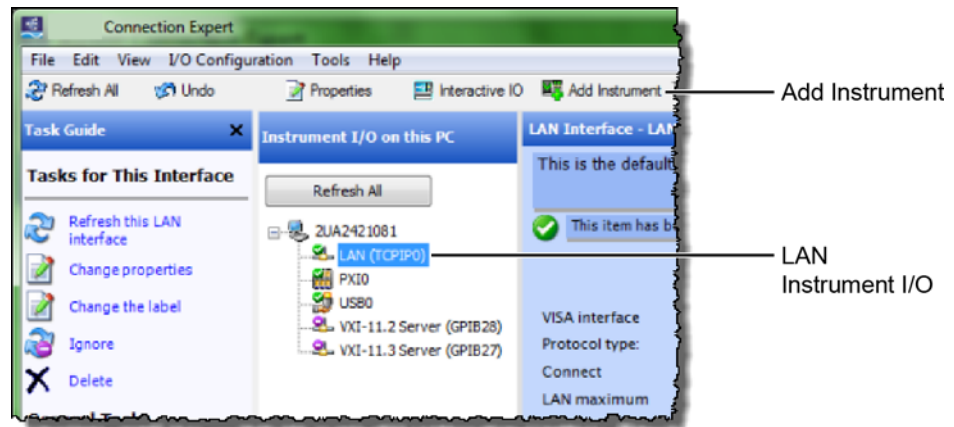 Connection Expert
File Edit View I/O Configuration Tools Help
Refresh All Undo Properties Interactive IO Add Instrument
Add Instrument
Task Guide
Instrument I/O on this PC
LAN Interface - LAN
Tasks for This Interface
This is the default
Refresh All
Refresh this LAN
interface
2UA2421081
This item has b
LAN (TCPIP0)
LAN
Instrument I/O
Change properties
PXI0
Change the label
USB0
VXI-11.2 Server (GPIB28)
VISA interface
Ignore
VXI-11.3 Server (GPIB27)
Protocol type:
Delete
Connect
LAN maximum